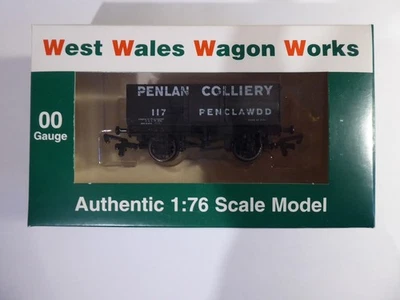 West Wales Wagon Works
PENLAN COLLIERY
117 PENCLAWDD
00
Gauge
Authentic 1:76 Scale Model